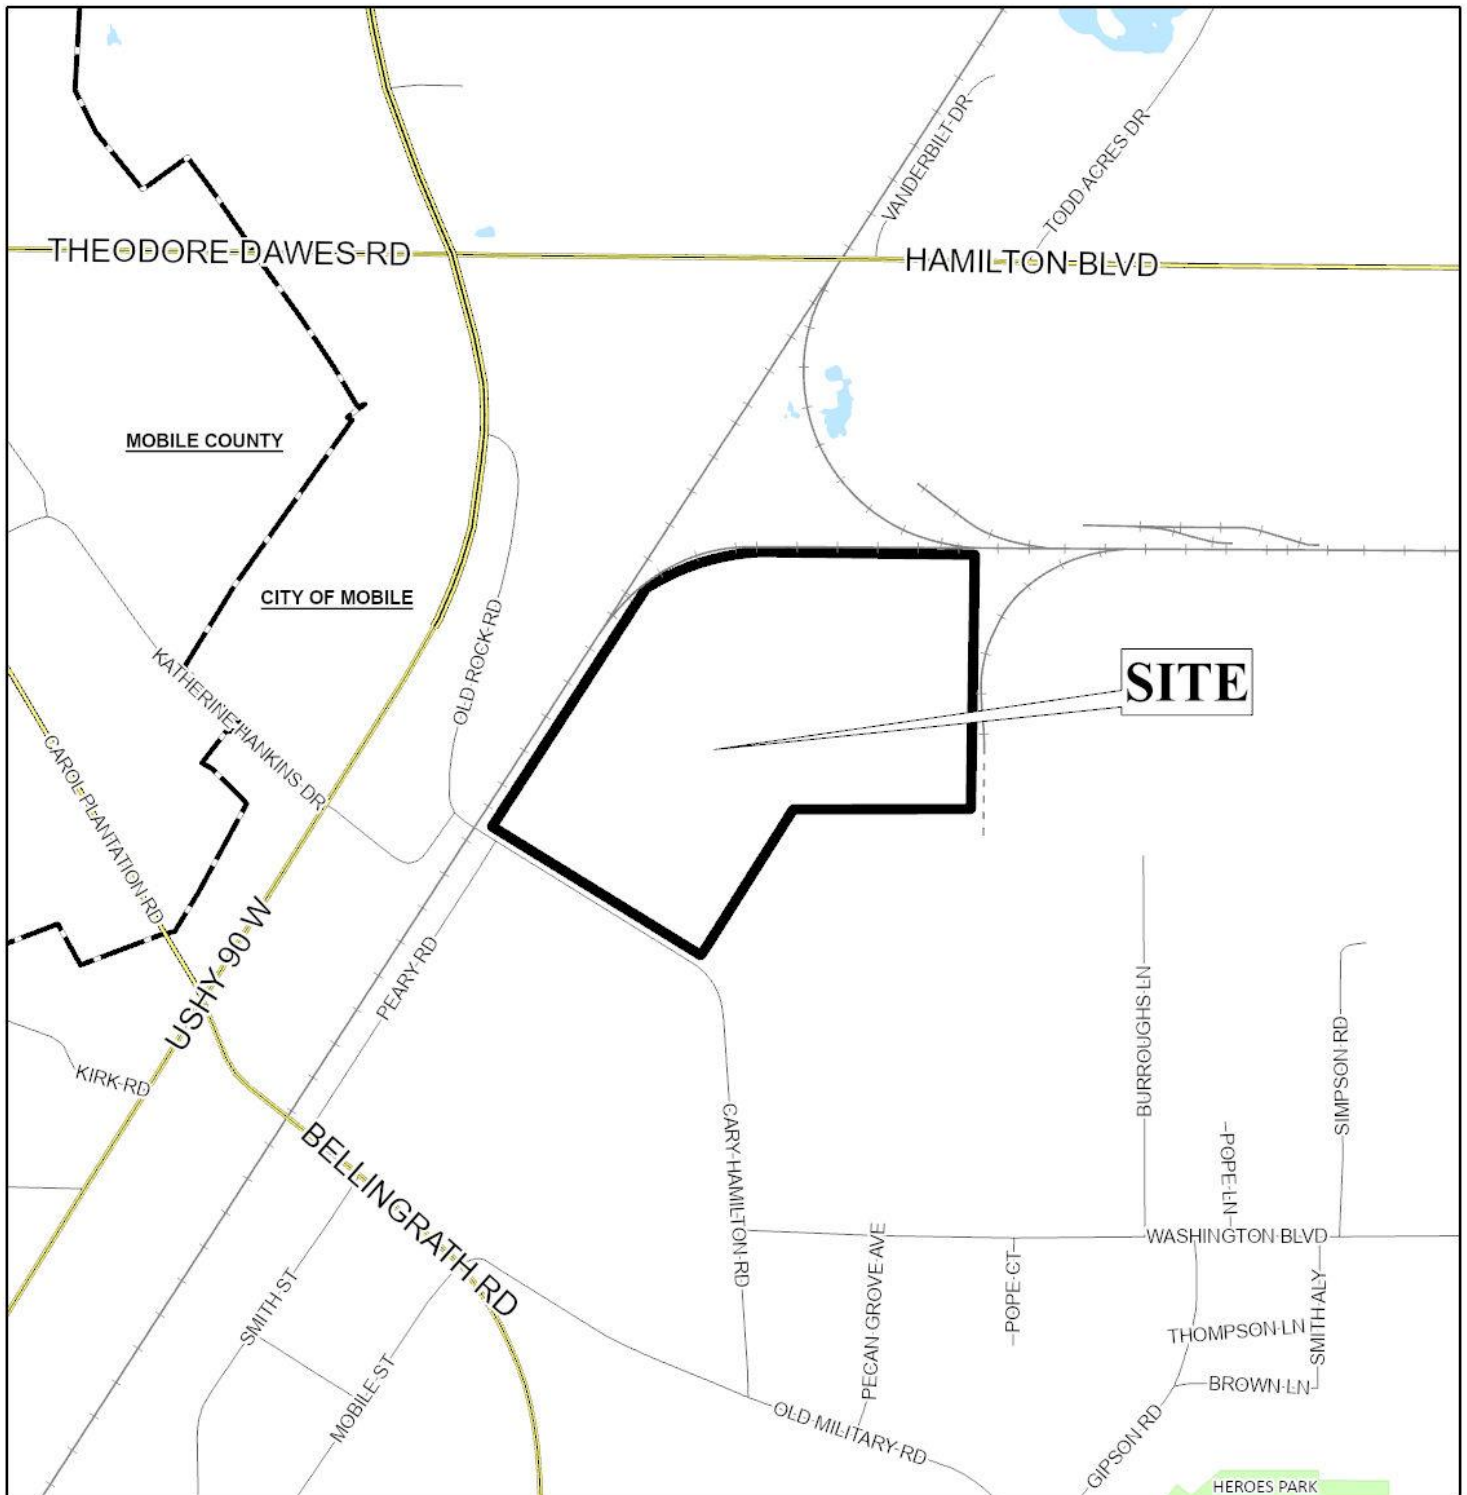 VANDERBILT DR
TODD ACRES DR
THEODORE DAWES RD
HAMILTON BLVD
MOBILE COUNTY
CITY OF MOBILE
OLD ROCK RD
KATHERINE HANKINS DR
SITE
CAROL PLANTATION RD
USHY 90 W
PEARY RD
KIRK RD
BURROUGHS LN
SIMPSON RD
BELLINGRATH RD
CARY HAMILTON RD
POPE LN
WASHINGTON BLVD
PECAN GROVE AVE
POPE CT
SMITH ST
SMITH ALY
THOMPSON LN
MOBILE ST
BROWN LN
OLD MILITARY RD
GIPSON RD
HEROES PARK